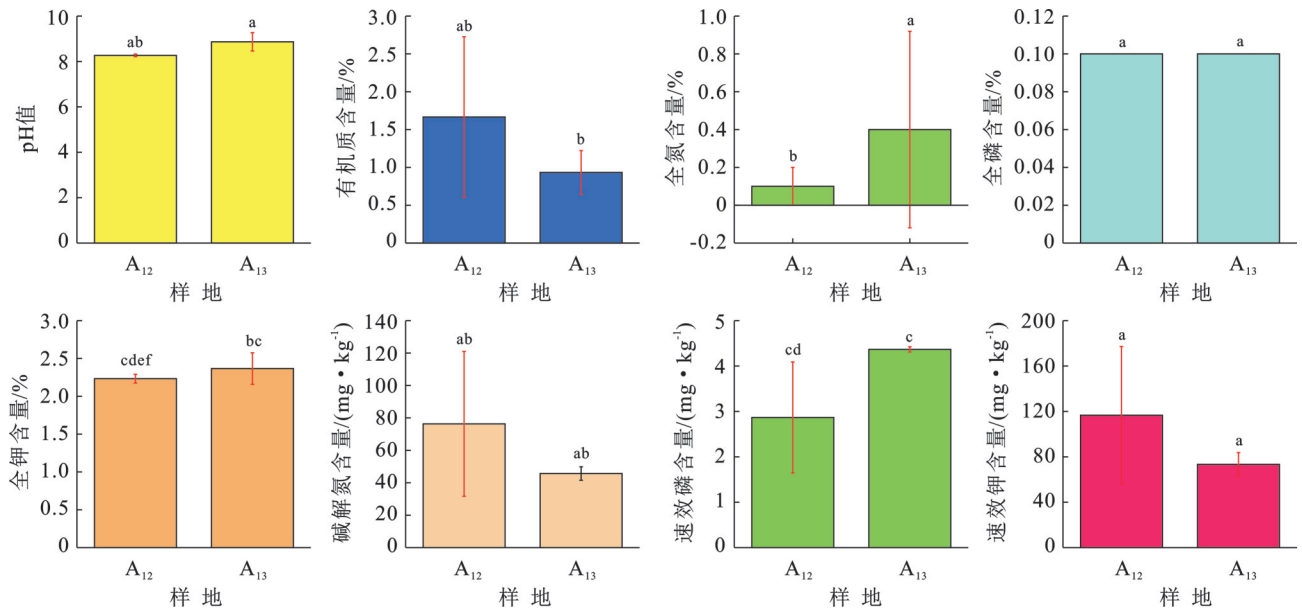 pH值
10
8
6
4
2
0
ab
a
A₁₂
A₁₃
样 地
有机质含量/%
3.0
2.5
2.0
1.5
1.0
0.5
0
ab
b
A₁₂
A₁₃
样 地
全氮含量/%
1.0
0.8
0.6
0.4
0.2
0
-0.2
b
a
A₁₂
A₁₃
样 地
全磷含量/%
0.12
0.10
0.08
0.06
0.04
0.02
0
a
a
A₁₂
A₁₃
样 地
全钾含量/%
3.0
2.5
2.0
1.5
1.0
0.5
0
cdef
bc
A₁₂
A₁₃
样 地
碱解氮含量/(mg·kg⁻¹)
140
120
100
80
60
40
20
0
ab
ab
A₁₂
A₁₃
样 地
速效磷含量/(mg·kg⁻¹)
5
4
3
2
1
0
cd
c
A₁₂
A₁₃
样 地
速效钾含量/(mg·kg⁻¹)
200
160
120
80
40
0
a
a
A₁₂
A₁₃
样 地